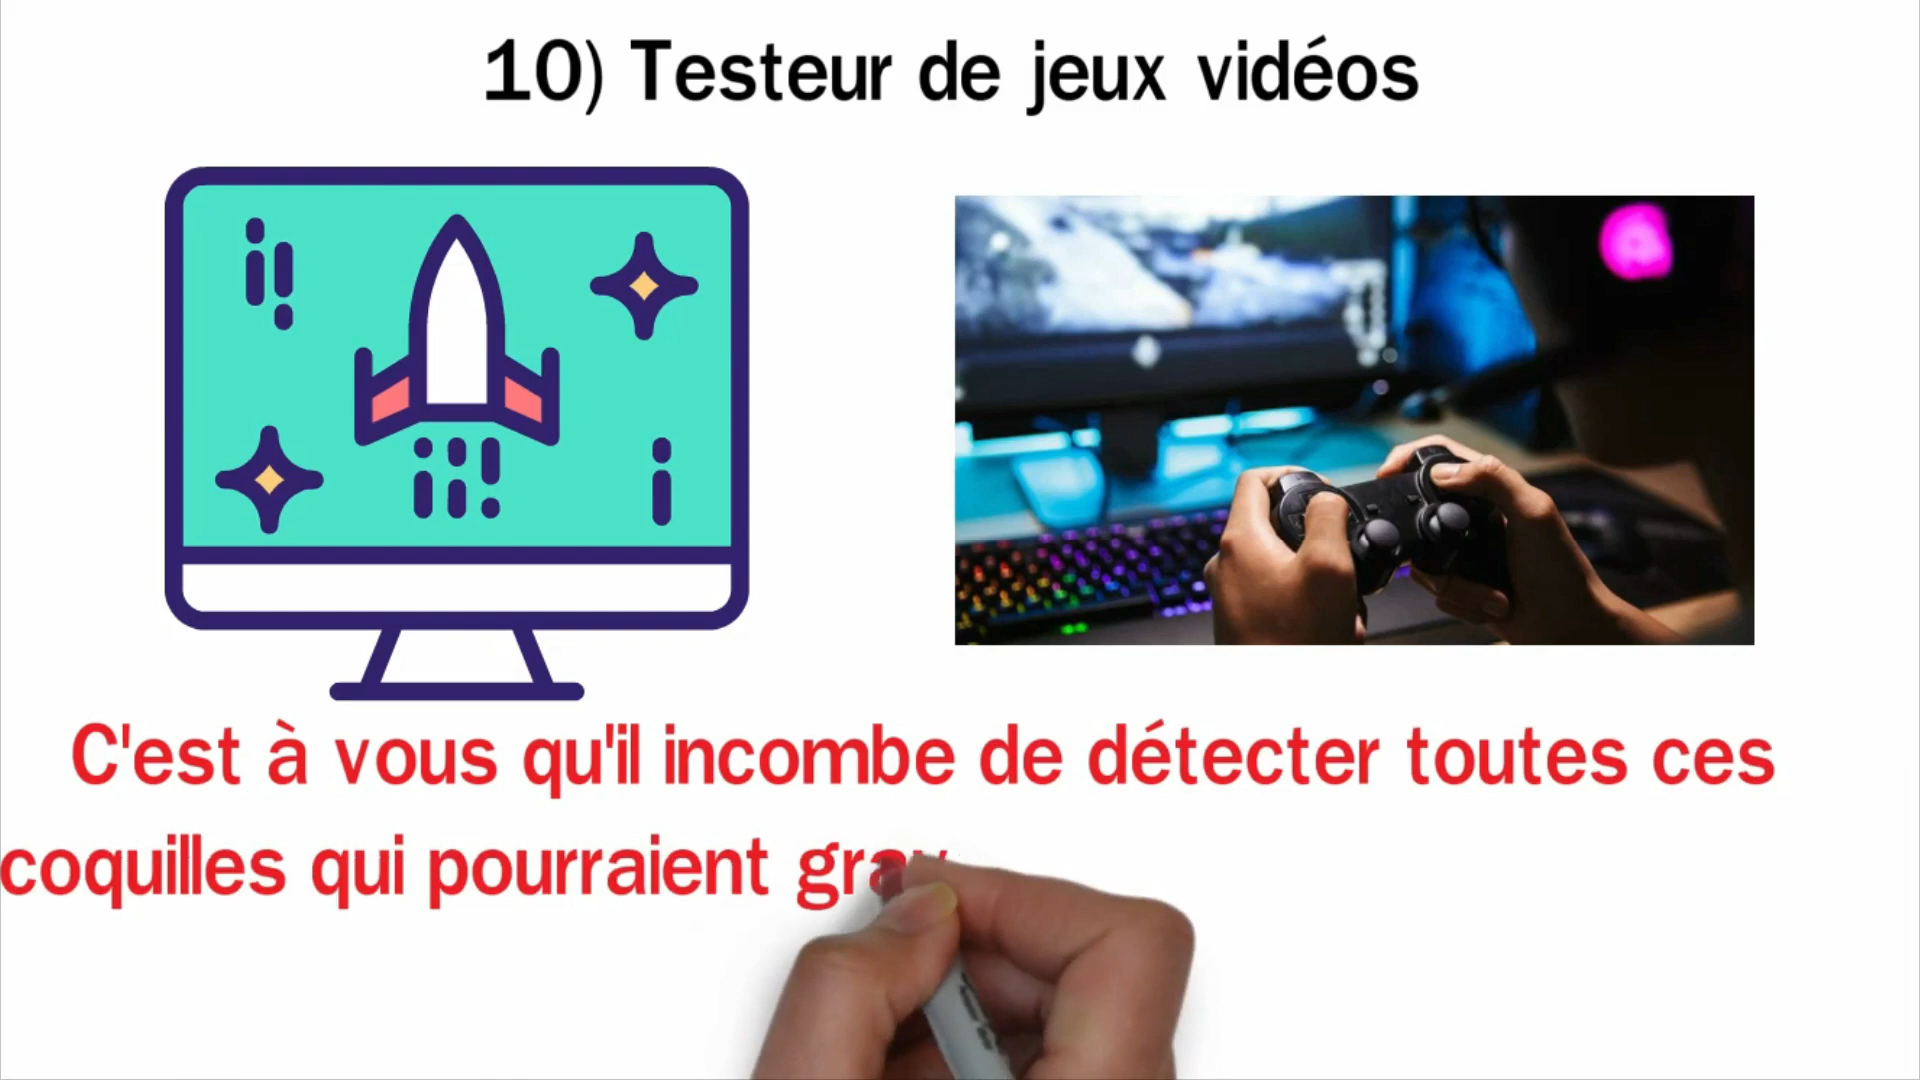 10) Testeur de jeux vidéos
C'est à vous qu'il incombe de détecter toutes ces
coquilles qui pourraient